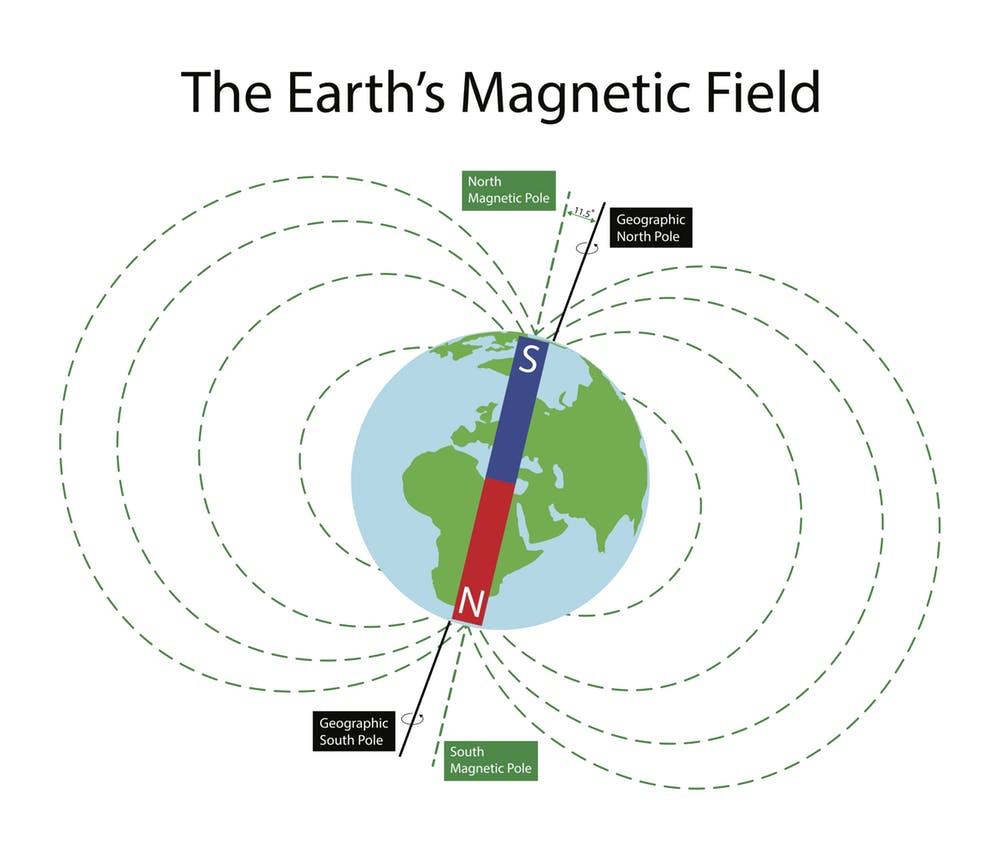 The Earth's Magnetic Field
North
Magnetic Pole
11.5°
Geographic
North Pole
S
N
Geographic
South Pole
South
Magnetic Pole